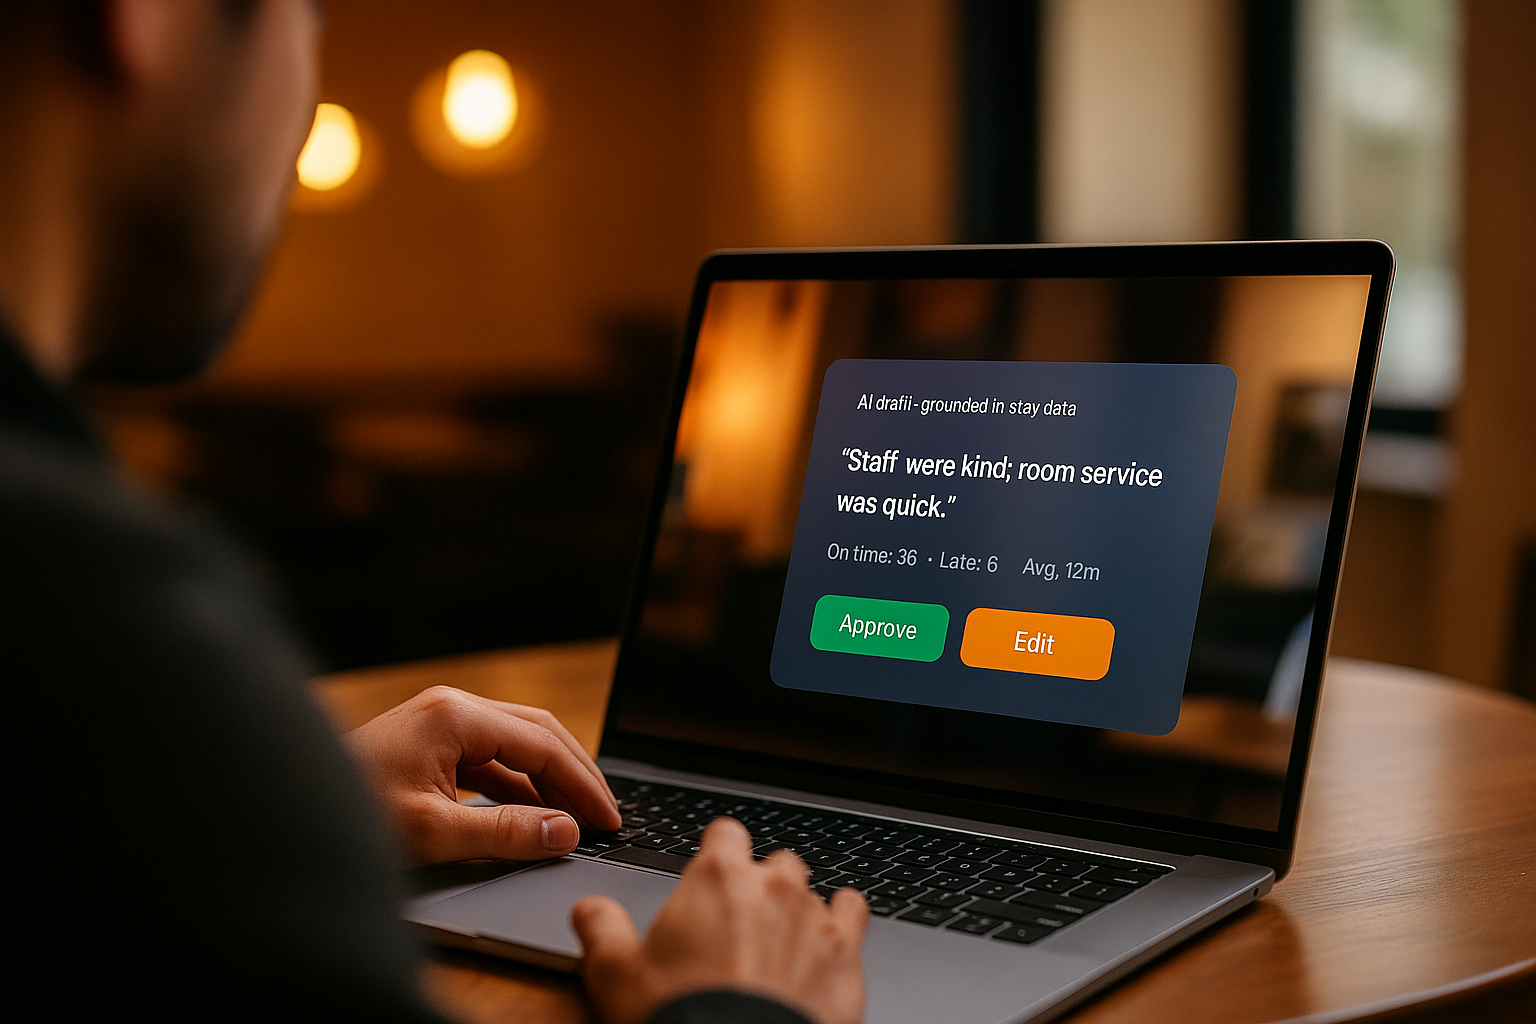 AI drafil - grounded in stay data
“Staff were kind; room service
was quick.”
On time: 36 · Late: 6 Avg, 12m
Approve
Edit